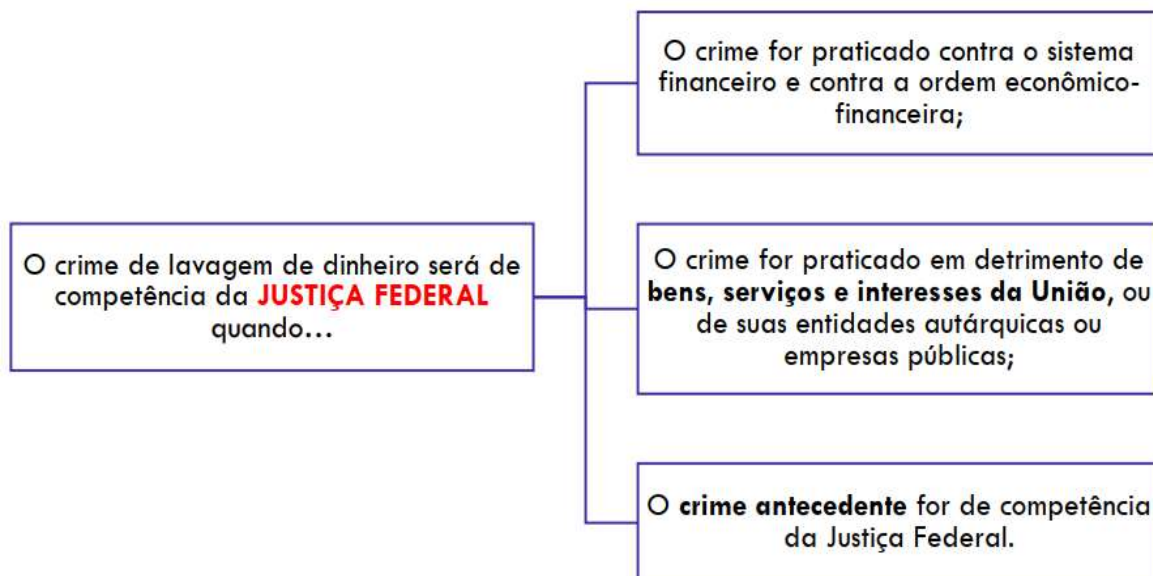 O crime for praticado contra o sistema
financeiro e contra a ordem econômico-
financeira;
O crime de lavagem de dinheiro será de
competência da JUSTIÇA FEDERAL
quando...
O crime for praticado em detrimento de
bens, serviços e interesses da União, ou
de suas entidades autárquicas ou
empresas públicas;
O crime antecedente for de competência
da Justiça Federal.